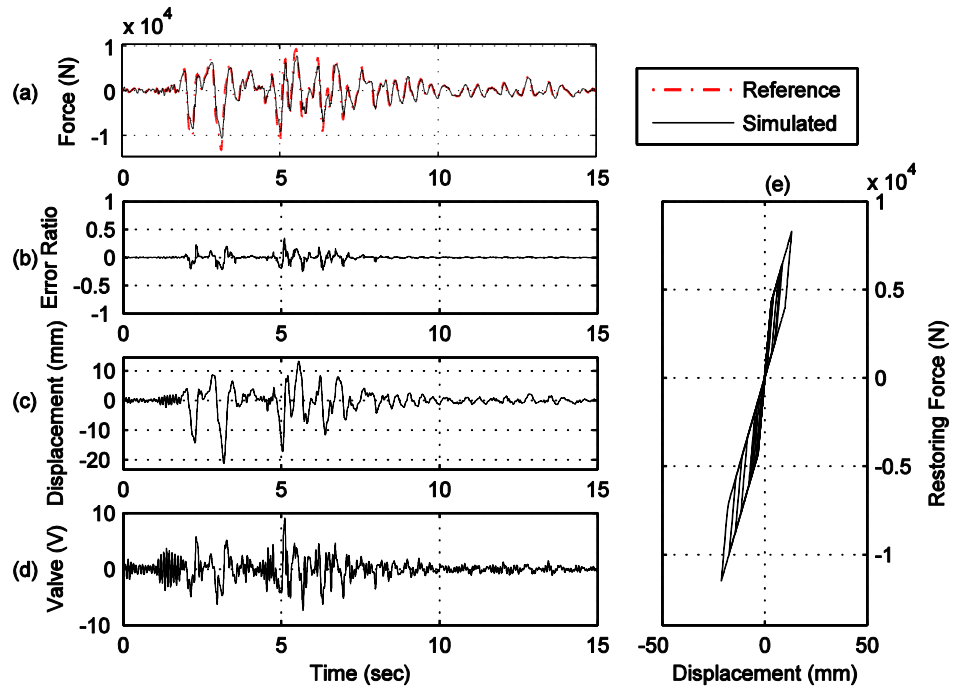 x 10^4
1
0
-1
(a)
Force (N)
0 5 10 15
Reference
Simulated
1
0.5
0
-0.5
-1
(b)
Error Ratio
0 5 10 15
10
0
-10
-20
(c)
Displacement (mm)
0 5 10 15
10
0
-10
(d)
Valve (V)
0 5 10 15
Time (sec)
(e)
x 10^4
1
0.5
0
-0.5
-1
Restoring Force (N)
-50 0 50
Displacement (mm)